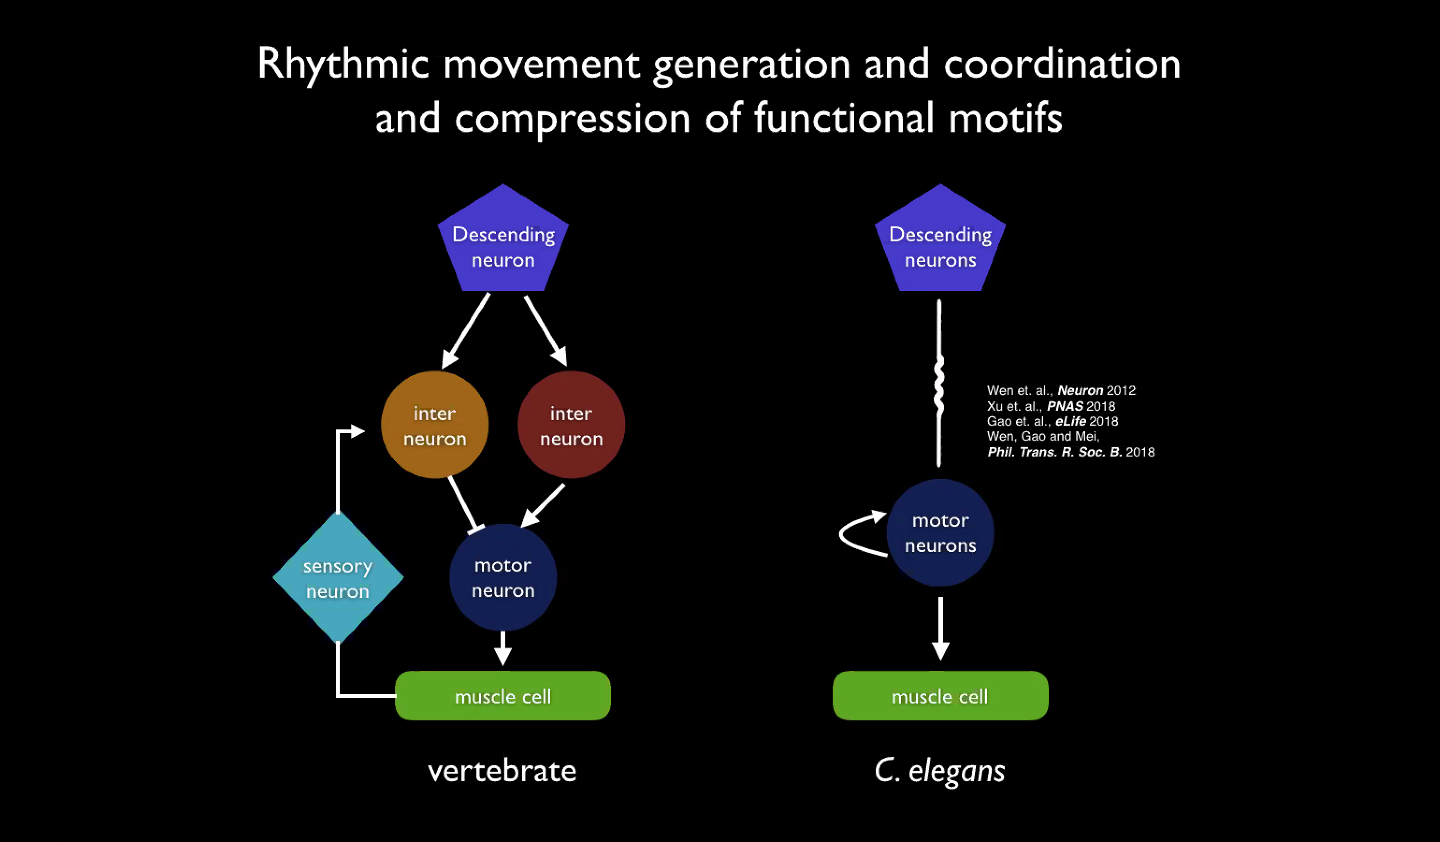 Rhythmic movement generation and coordination
and compression of functional motifs
Descending
neuron
inter
neuron
inter
neuron
sensory
neuron
motor
neuron
muscle cell
vertebrate
Descending
neurons
Wen et. al., Neuron 2012
Xu et. al., PNAS 2018
Gao et. al., eLife 2018
Wen, Gao and Mei,
Phil. Trans. R. Soc. B. 2018
motor
neurons
muscle cell
C. elegans